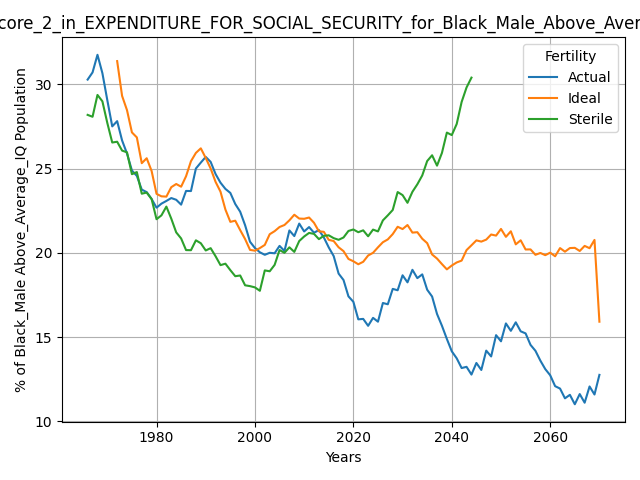 core_2_in_EXPENDITURE_FOR_SOCIAL_SECURITY_for_Black_Male_Above_Aver
% of Black_Male Above_Average_IQ Population
30
25
20
15
10
Fertility
Actual
Ideal
Sterile
1980
2000
2020
2040
2060
Years